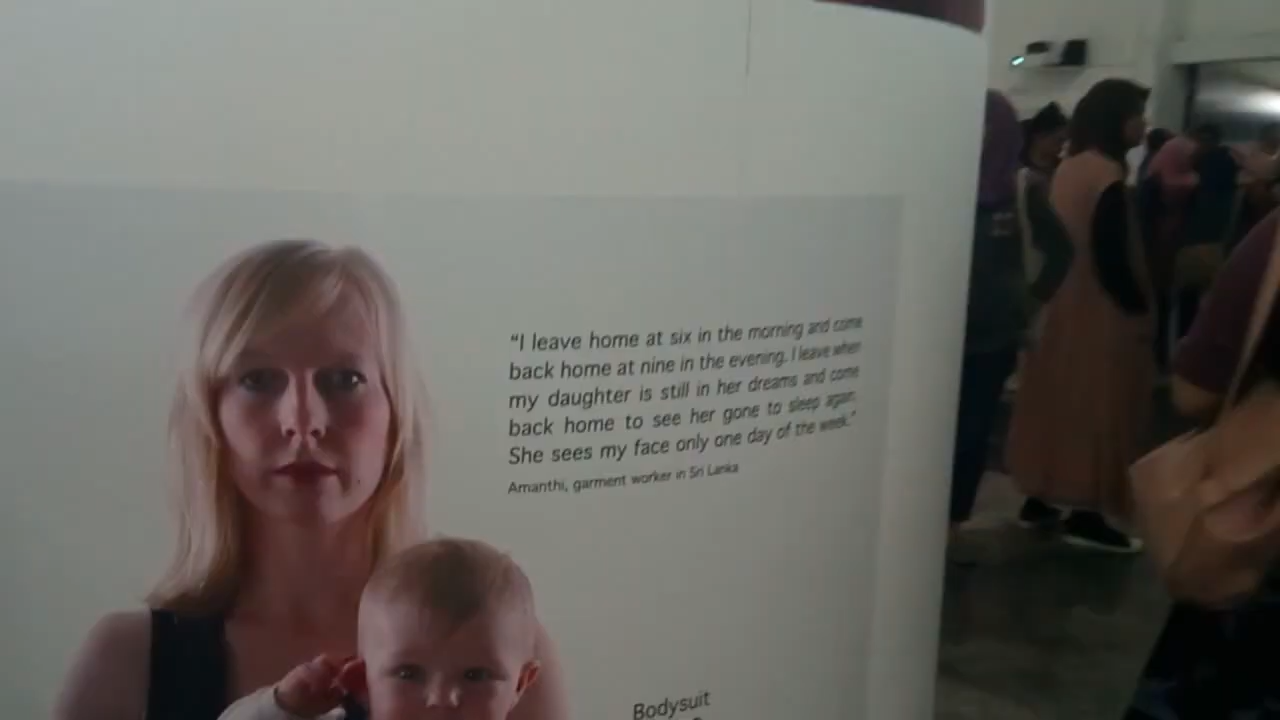 “I leave home at six in the morning and come
back home at nine in the evening. I leave when
my daughter is still in her dreams and come
back home to see her gone to sleep again.
She sees my face only one day of the week.”
Amanthi, garment worker in Sri Lanka
Bodysuit